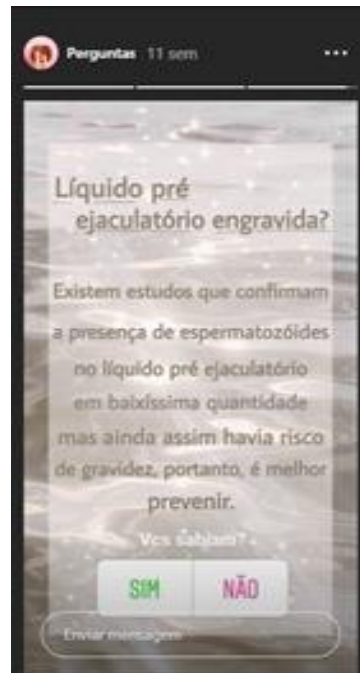 Perguntas 11 sem
Líquido pré
ejaculatório engravida?
Existem estudos que confirmam
a presença de espermatozóides
no líquido pré ejaculatório
em baixíssima quantidade
mas ainda assim havia risco
de gravidez, portanto, é melhor
prevenir.
Vcs sabiam?
SIM NÃO
Enviar mensagem